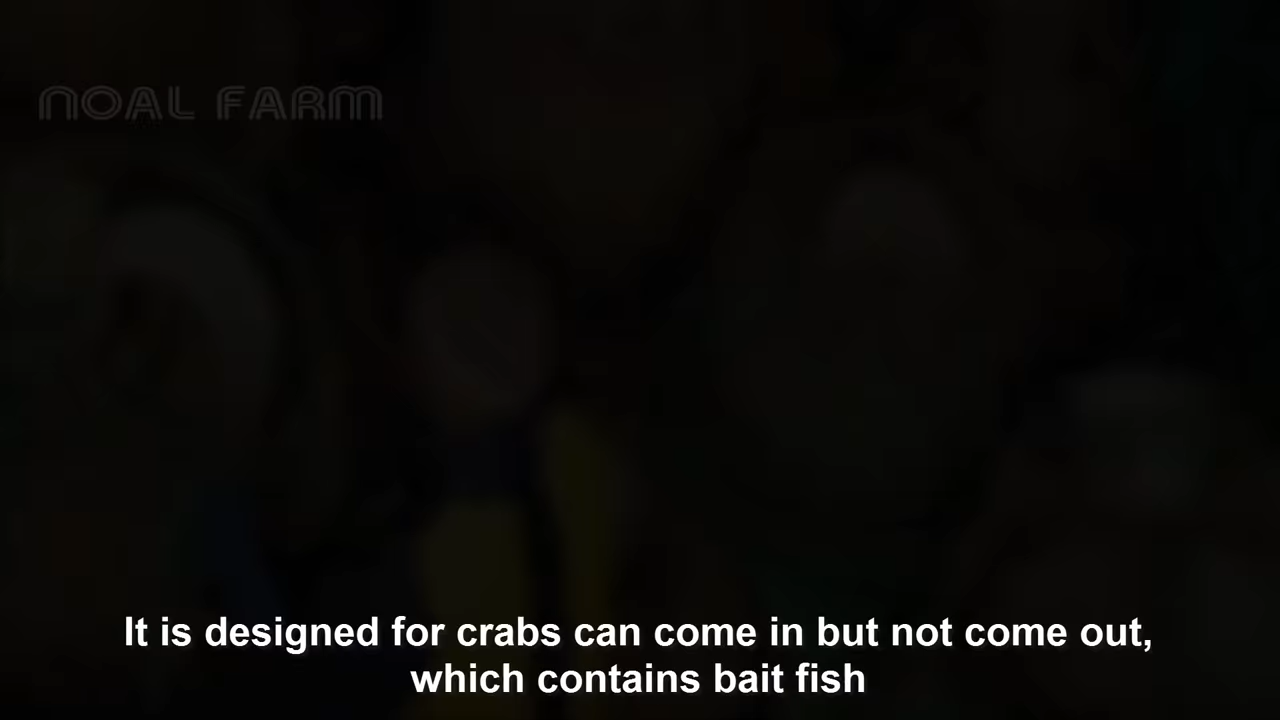 NOAL FARM
It is designed for crabs can come in but not come out,
which contains bait fish